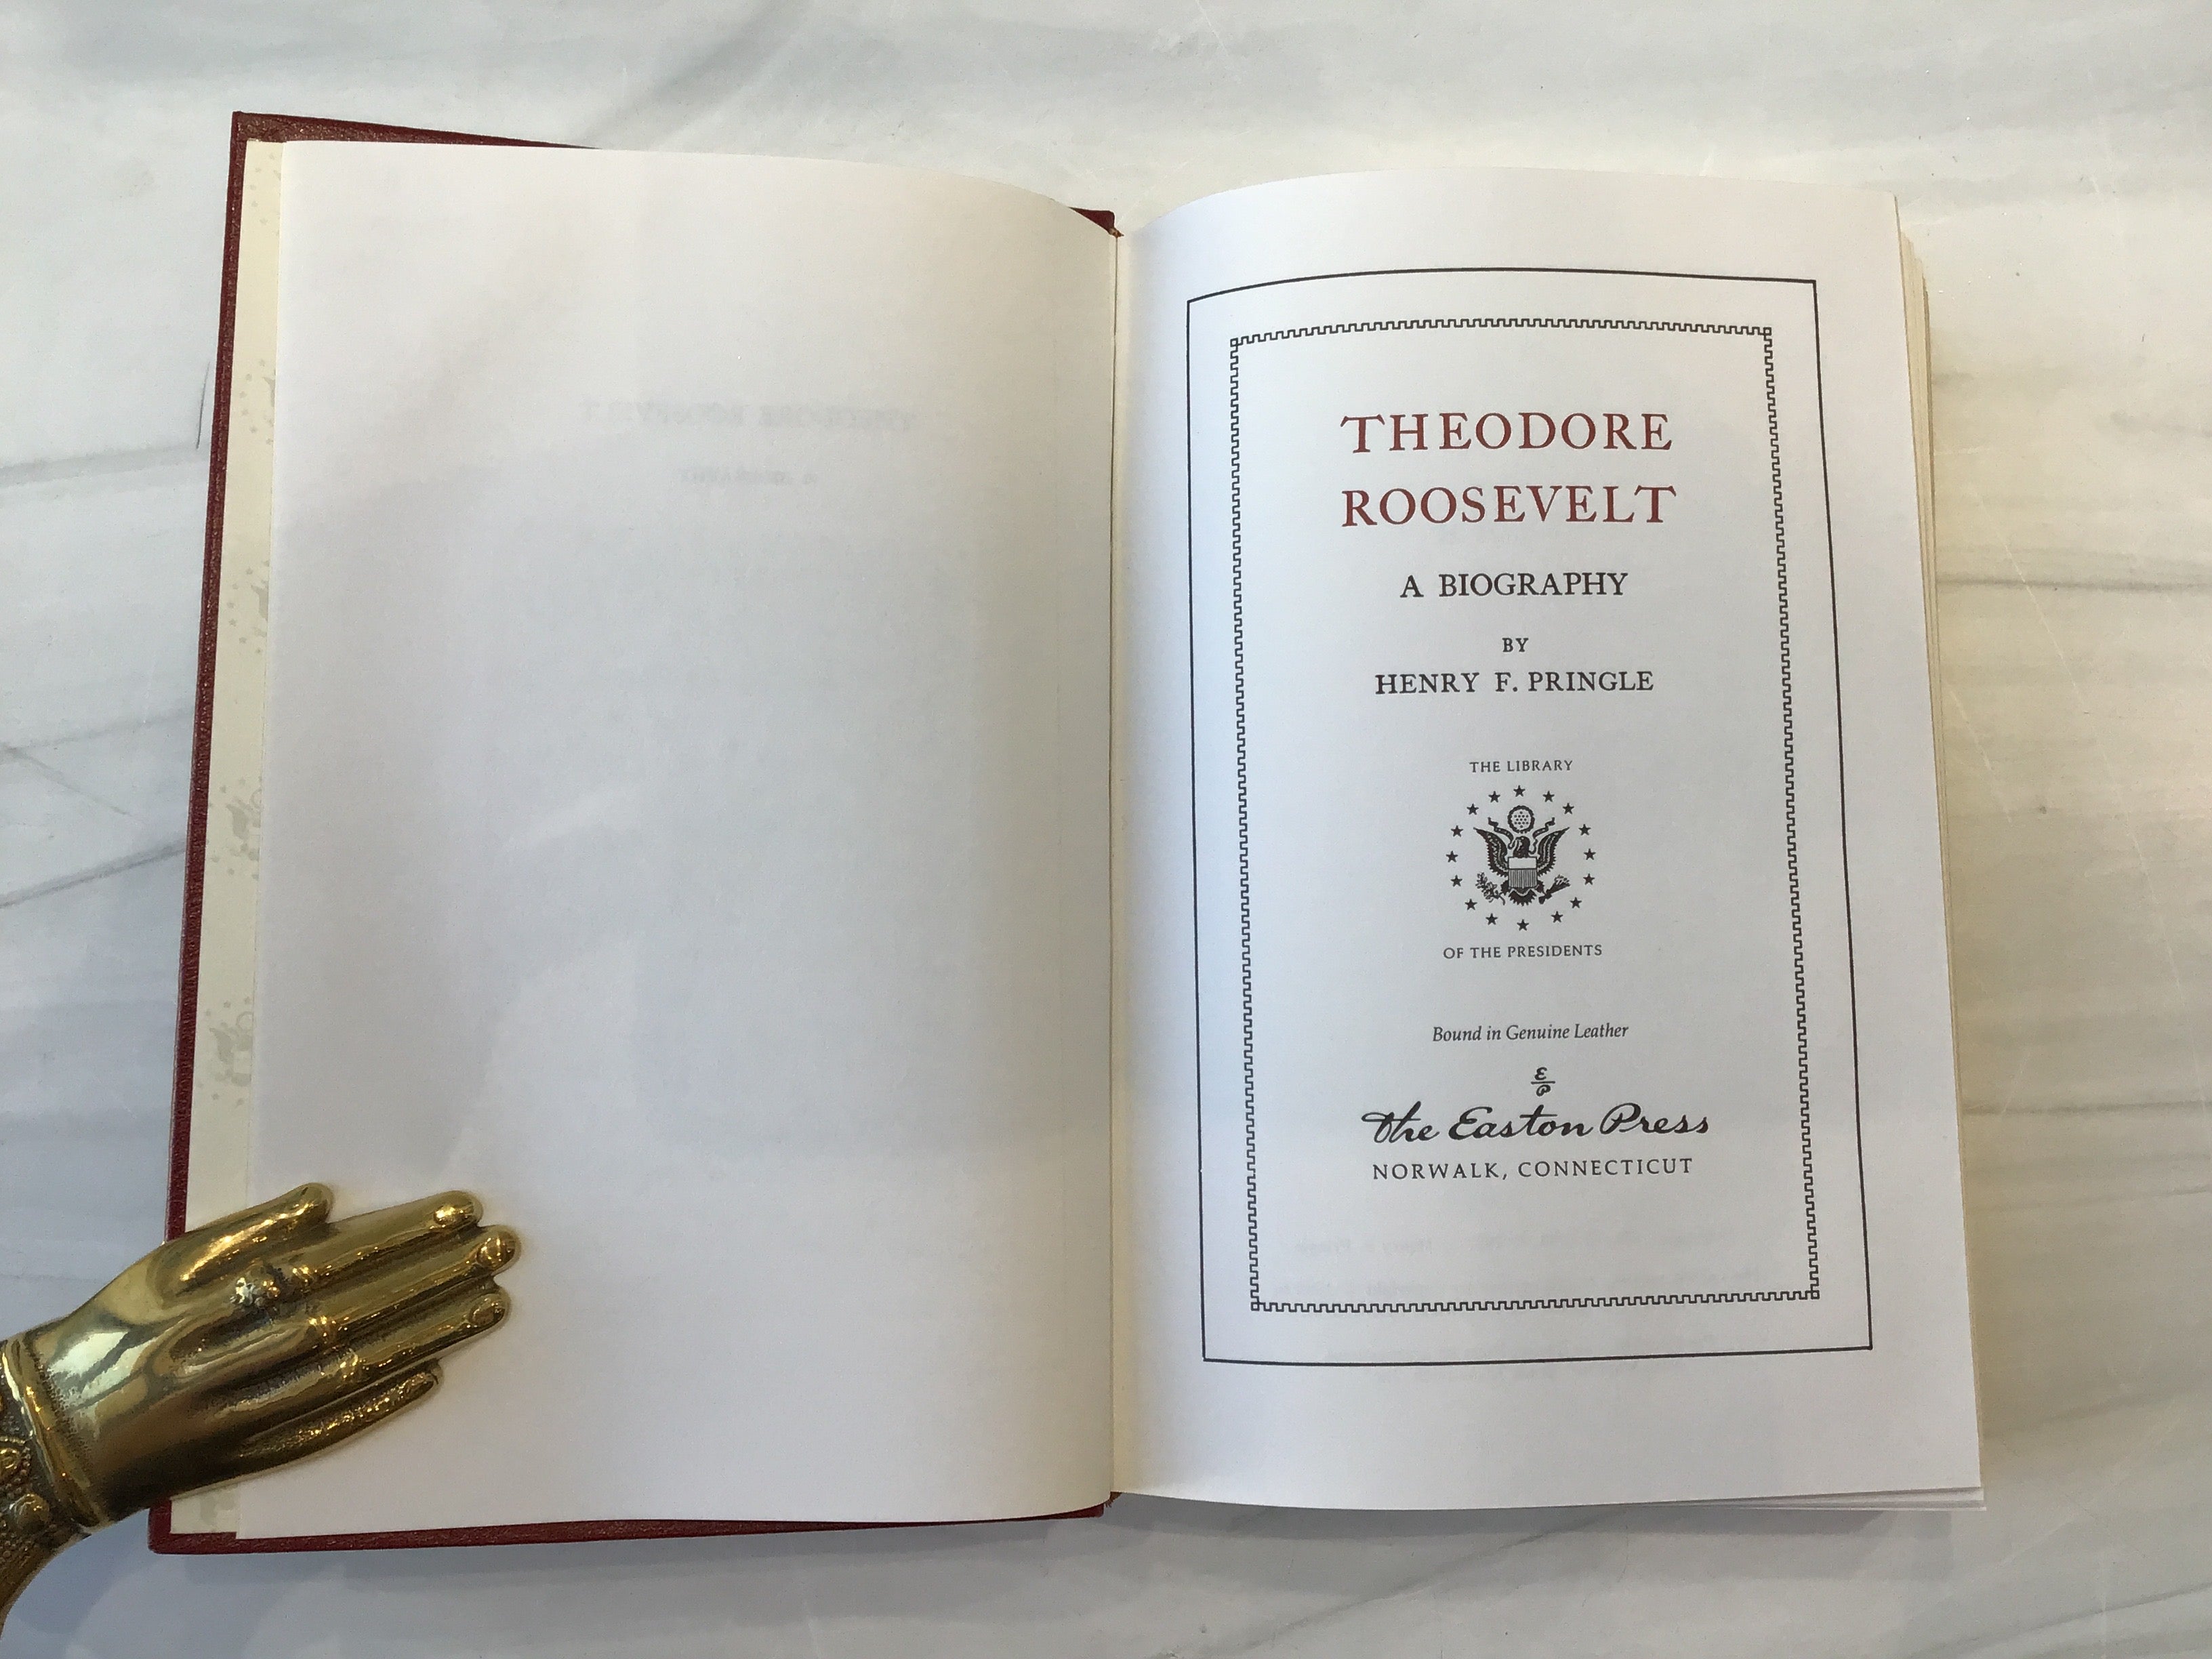 THEODORE
ROOSEVELT
A BIOGRAPHY
BY
HENRY F. PRINGLE
THE LIBRARY
OF THE PRESIDENTS
Bound in Genuine Leather
E
P
The Easton Press
NORWALK, CONNECTICUT